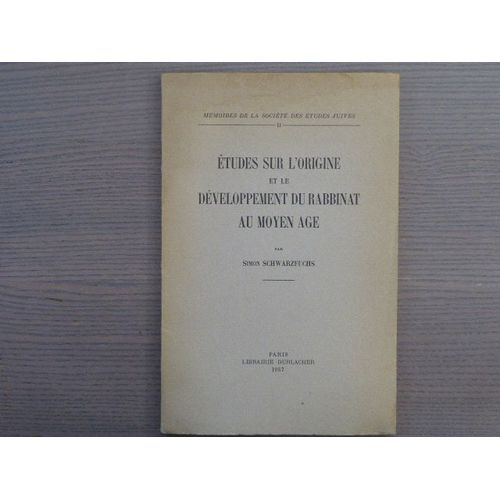 MÉMOIRES DE LA SOCIÉTÉ DES ÉTUDES JUIVES
II
ÉTUDES SUR L'ORIGINE
ET LE
DÉVELOPPEMENT DU RABBINAT
AU MOYEN AGE
PAR
SIMON SCHWARZFUCHS
PARIS
LIBRAIRIE DURLACHER
1957